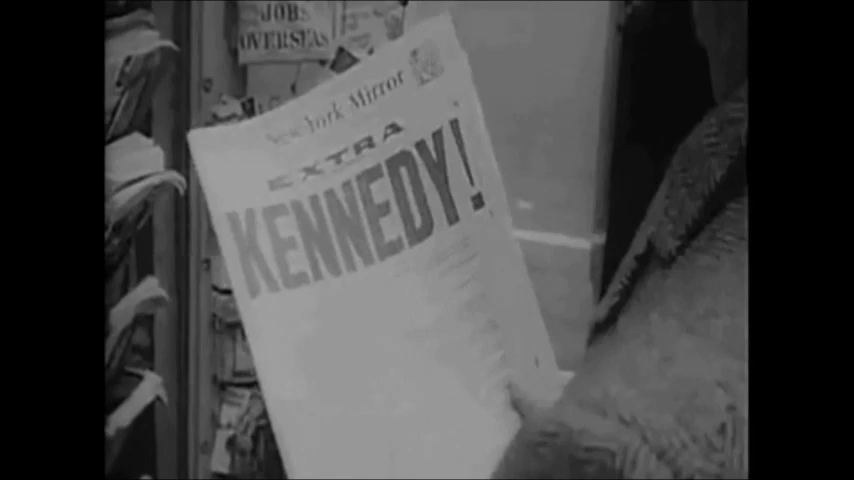 JOBS
OVERSEAS
New York Mirror
EXTRA
KENNEDY!